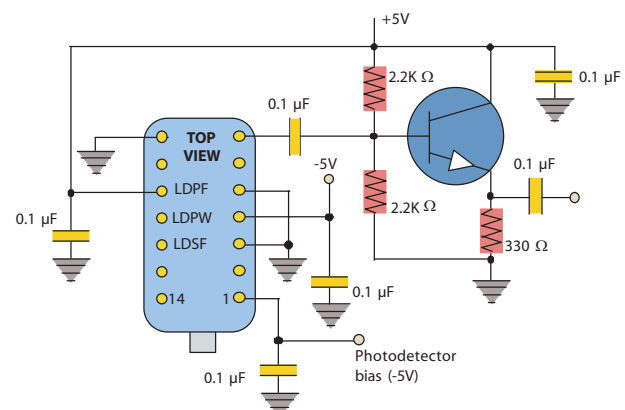 +5V
2.2K Ω
0.1 µF
0.1 µF
TOP
VIEW
-5V
0.1 µF
LDPF
LDPW
2.2K Ω
0.1 µF
LDSF
330 Ω
0.1 µF
14
1
Photodetector
bias (-5V)
0.1 µF